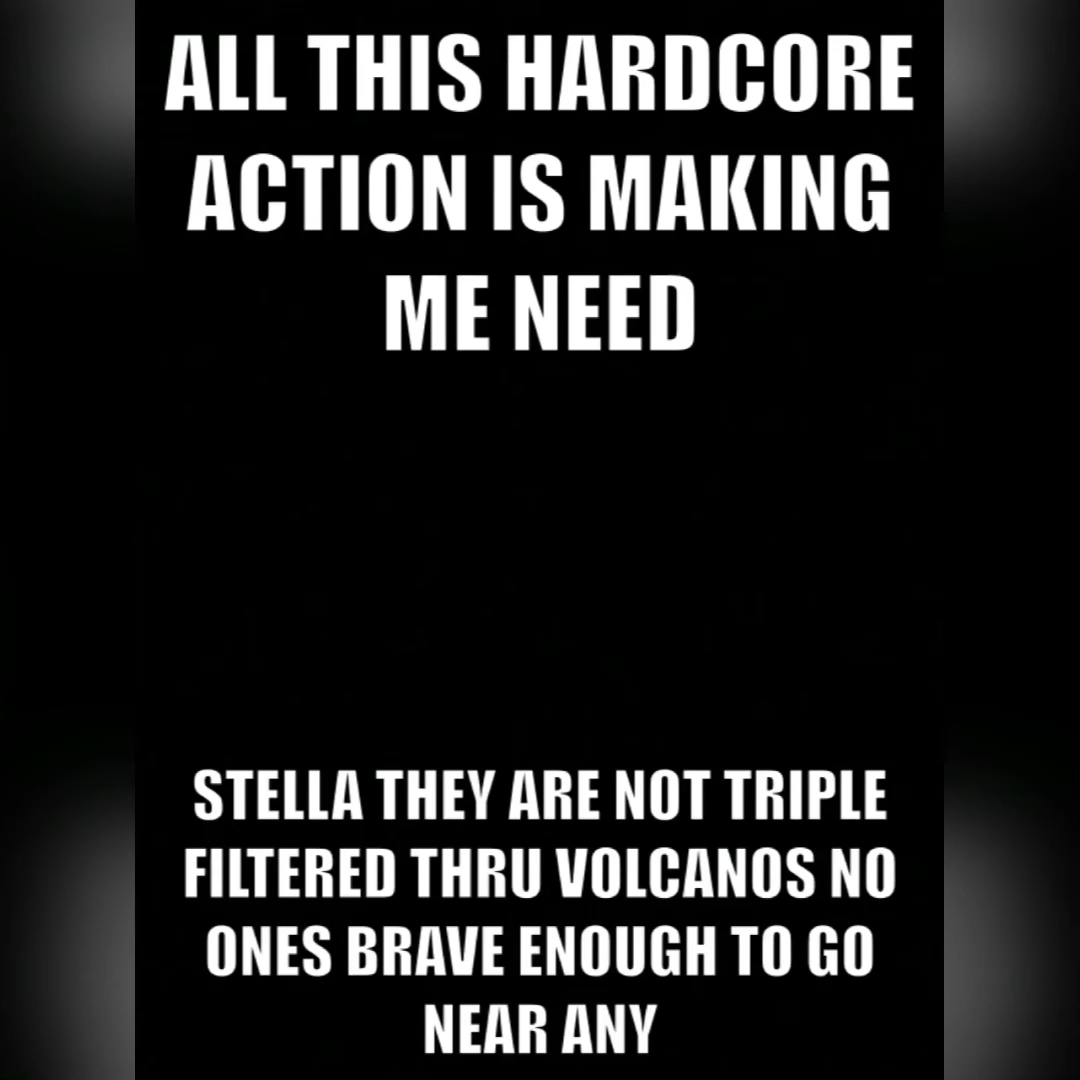 ALL THIS HARDCORE
ACTION IS MAKING
ME NEED
STELLA THEY ARE NOT TRIPLE
FILTERED THRU VOLCANOS NO
ONES BRAVE ENOUGH TO GO
NEAR ANY